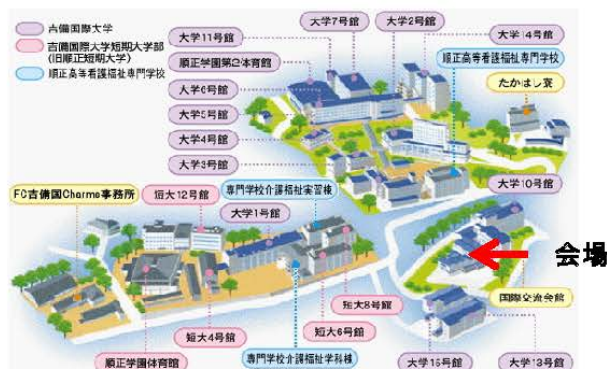 吉備国際大学
吉備国際大学短期大学部
(旧順正短期大学)
順正高等看護福祉専門学校
大学7号館
大学2号館
大学11号館
大学14号館
順正学園第2体育館
順正高等看護福祉専門学校
大学6号館
たかはし寮
大学5号館
大学4号館
大学3号館
大学10号館
FC吉備国Charme事務所
短大12号館
専門学校介護福祉実習棟
大学1号館
会場
国際交流会館
短大8号館
短大6号館
短大4号館
順正学園体育館
専門学校介護福祉学科棟
大学15号館
大学13号館